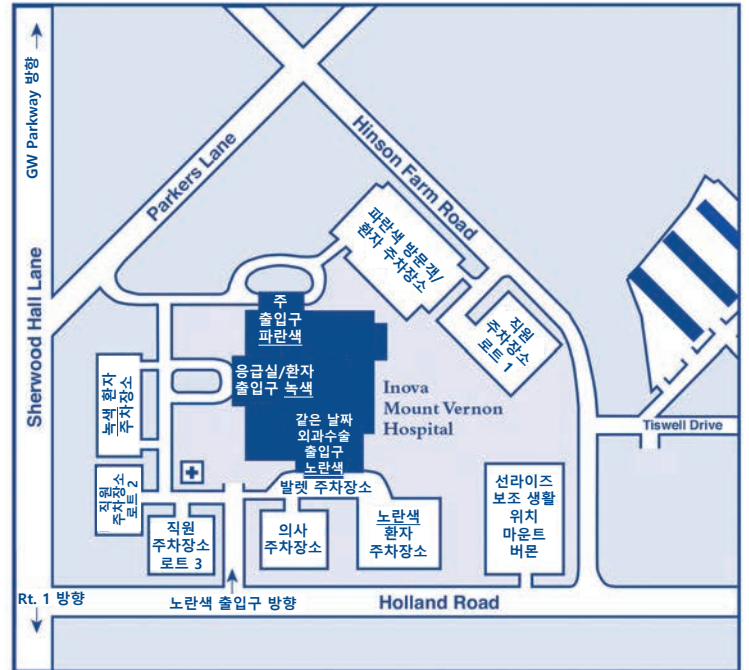 GW Parkway 방향
Sherwood Hall Lane
Parkers Lane
Hinson Farm Road
파란색 방문객/
환자 주차장소
직원
주차장소
로트 1
주
출입구
파란색
응급실/환자
출입구 녹색
녹색 환자
주차장소
Inova
Mount Vernon
Hospital
같은 날짜
외과수술
출입구
노란색
발렛 주차장소
Tiswell Drive
직원
주차장소
로트 2
직원
주차장소
로트 3
의사
주차장소
노란색
환자
주차장소
선라이즈
보조 생활
위치
마운트
버몬
Rt. 1 방향
노란색 출입구 방향
Holland Road